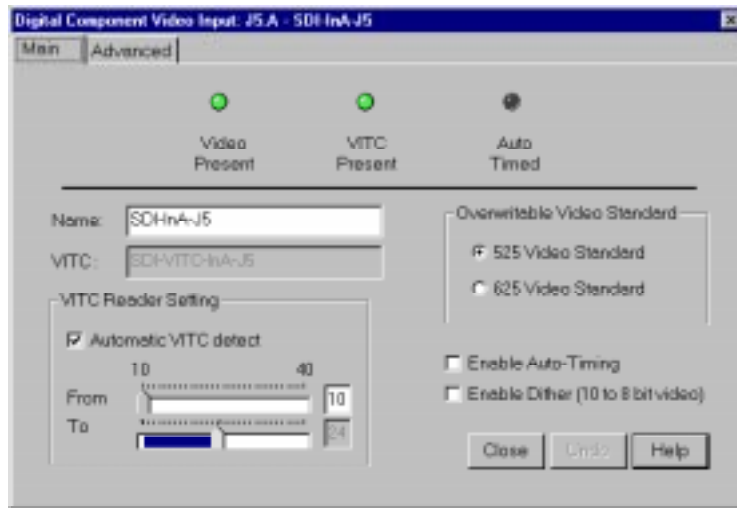 Digital Component Video Input: J5.A - SDI-InA-J5
Main
Advanced
Video Present
VITC Present
Auto Timed
Name: SDI-InA-J5
VITC: SDI-VITC-InA-J5
Overwritable Video Standard
525 Video Standard
625 Video Standard
VITC Reader Setting
Automatic VITC detect
10 40
From 10
To 24
Enable Auto-Timing
Enable Dither (10 to 8 bit video)
Close Undo Help